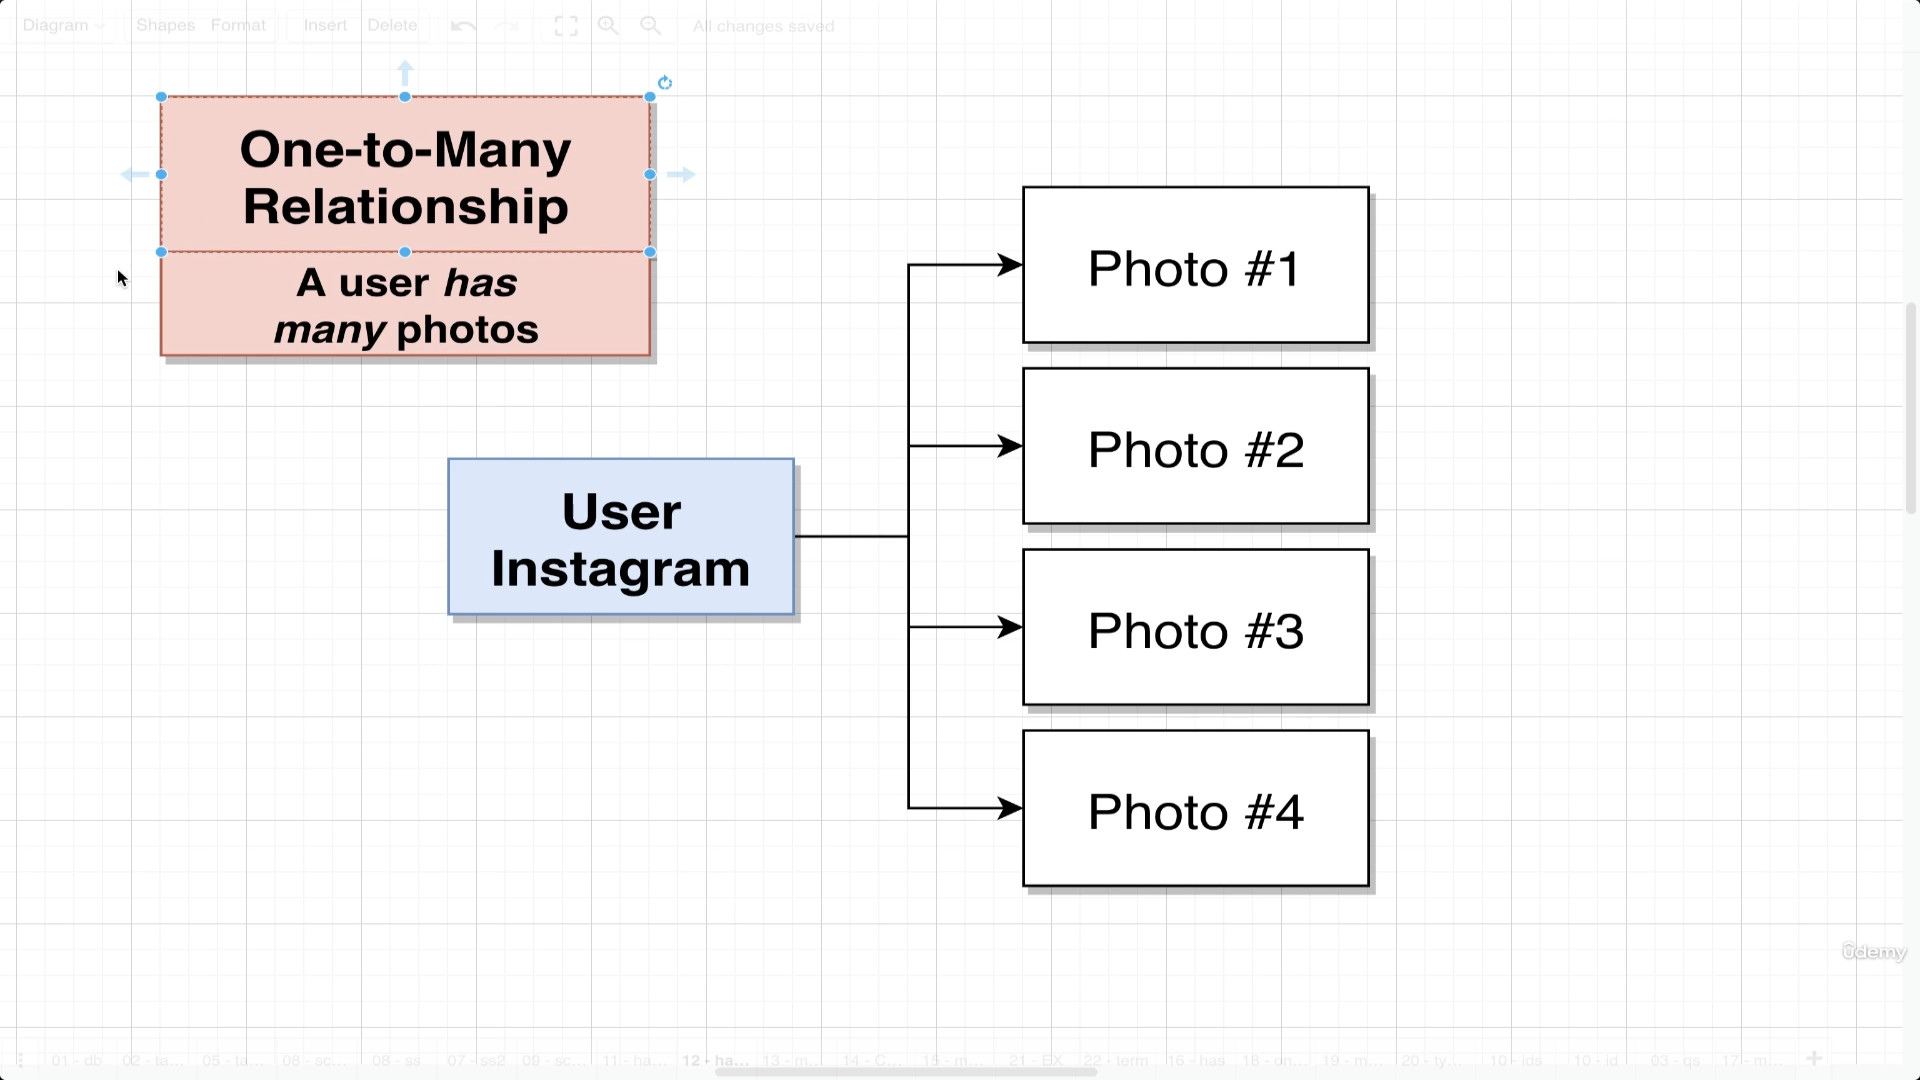 Diagram Shapes Format Insert Delete All changes saved
One-to-Many
Relationship
A user has
many photos
User
Instagram
Photo #1
Photo #2
Photo #3
Photo #4
ûdemy
01 - db 02 - ta... 05 - ta... 08 - sc... 08 - ss 07 - ss2 09 - sc... 11 - ha... 12 - ha... 13 - m... 14 - C... 15 - m... 21 - EX 22 - term 16 - has 18 - on... 19 - m... 20 - ty... 10 - ids 10 - id 03 - qs 17 - m...